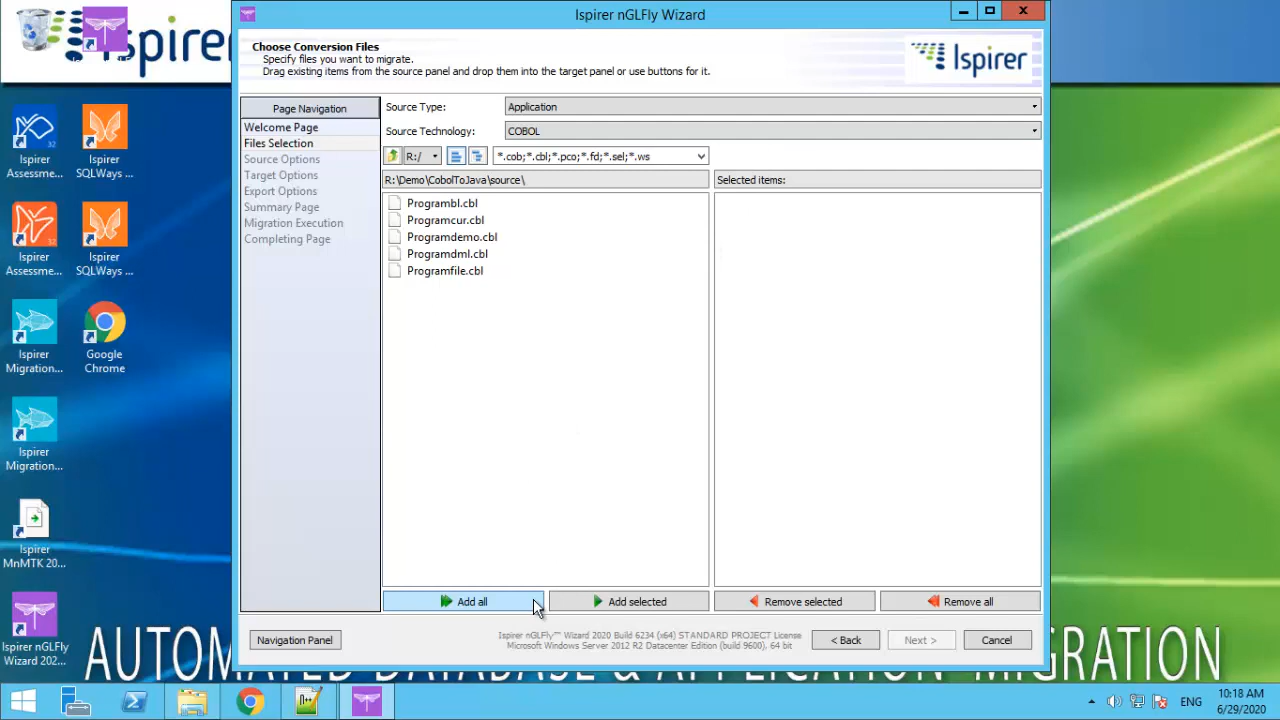 Ispirer nGLFly Wizard
Choose Conversion Files
Specify files you want to migrate.
Drag existing items from the source panel and drop them into the target panel or use buttons for it.
Ispirer
Page Navigation
Welcome Page
Files Selection
Source Options
Target Options
Export Options
Summary Page
Migration Execution
Completing Page
Source Type:
Application
Source Technology:
COBOL
R:/
*.cob;*.cbl;*.pco;*.fd;*.sel;*.ws
R:\Demo\CobolToJava\source\
Selected items:
Programbl.cbl
Programcur.cbl
Programdemo.cbl
Programdml.cbl
Programfile.cbl
Add all
Add selected
Remove selected
Remove all
Navigation Panel
Ispirer nGLFly™ Wizard 2020 Build 6234 (x64) STANDARD PROJECT License
Microsoft Windows Server 2012 R2 Datacenter Edition (build 9600), 64 bit
< Back
Next >
Cancel
Ispirer
Assessme...
Ispirer
SQLWays ...
Ispirer
Assessme...
Ispirer
SQLWays ...
Ispirer
Migration...
Google
Chrome
Ispirer
Migration...
Ispirer
MnMTK 20...
Ispirer nGLFly
Wizard 202...
ENG
10:18 AM
6/29/2020